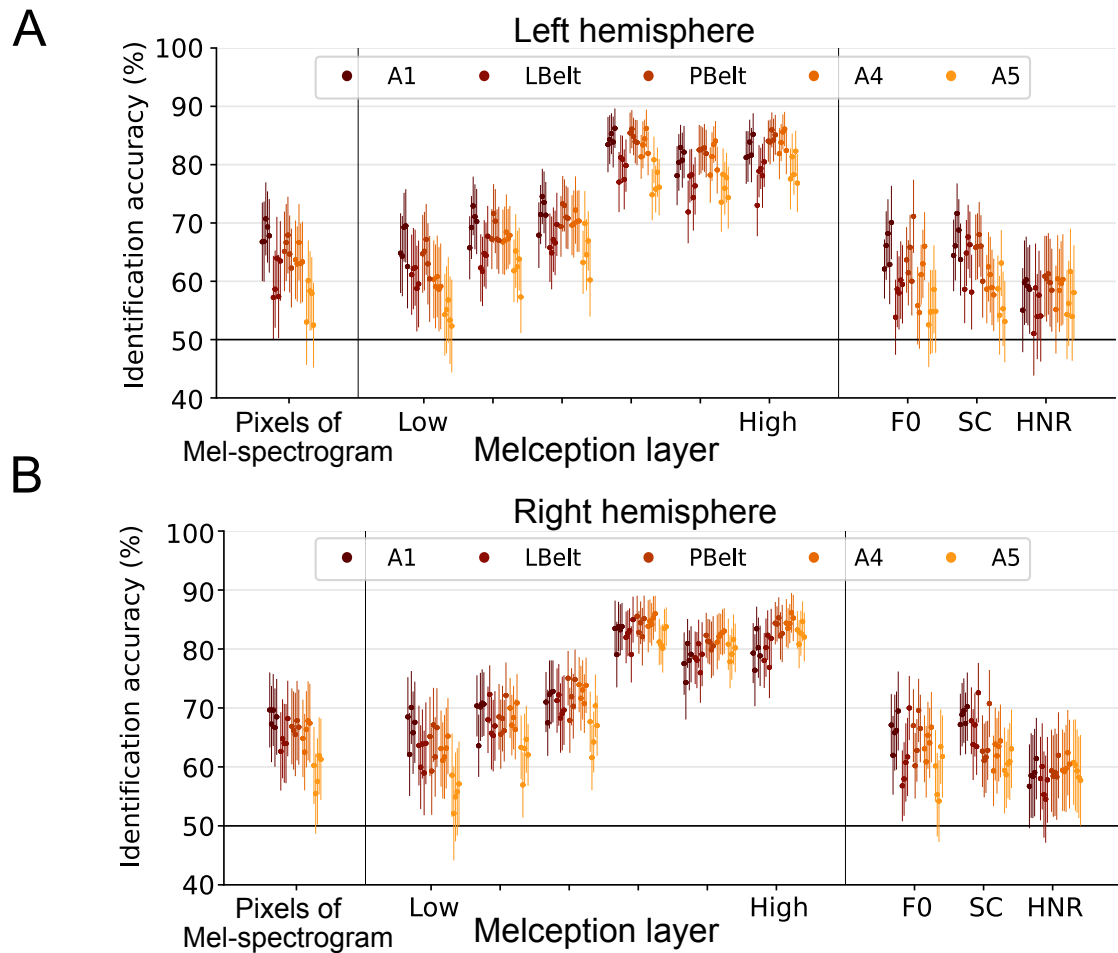 A
Left hemisphere
A1 LBelt PBelt A4 A5
Identification accuracy (%)
100
90
80
70
60
50
40
Pixels of
Mel-spectrogram
Low High
Melception layer
F0 SC HNR
B
Right hemisphere
A1 LBelt PBelt A4 A5
Identification accuracy (%)
100
90
80
70
60
50
40
Pixels of
Mel-spectrogram
Low High
Melception layer
F0 SC HNR